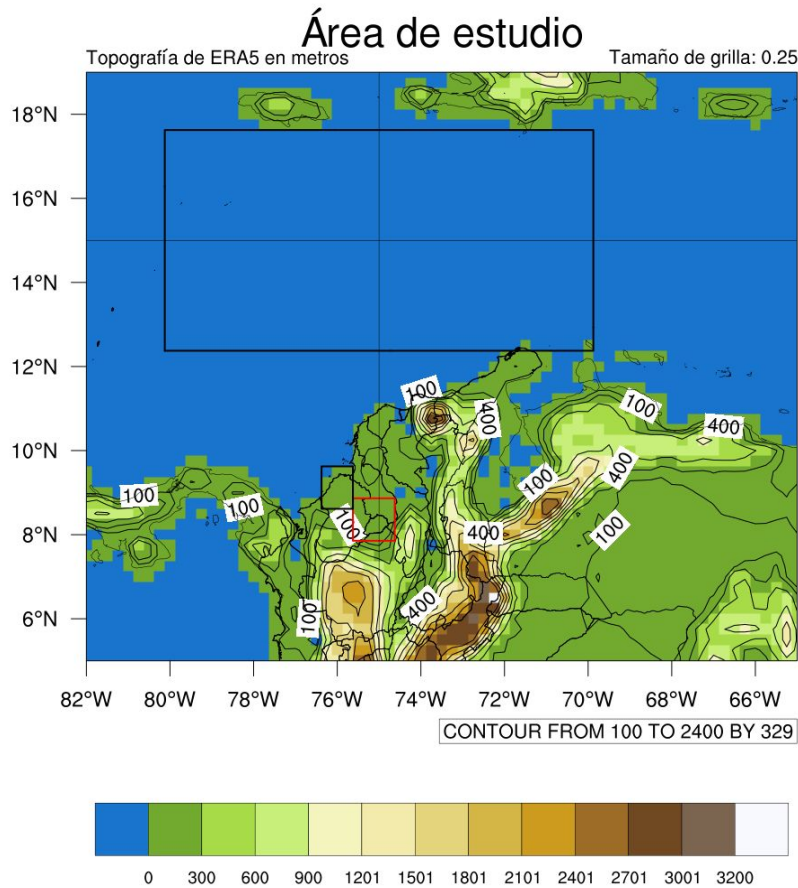 Área de estudio
Topografía de ERA5 en metros Tamaño de grilla: 0.25
18°N
16°N
14°N
12°N
100
400
100
400
10°N
100
400
100
100
100
8°N
400
100
400
100
6°N
82°W 80°W 78°W 76°W 74°W 72°W 70°W 68°W 66°W
CONTOUR FROM 100 TO 2400 BY 329
0 300 600 900 1201 1501 1801 2101 2401 2701 3001 3200